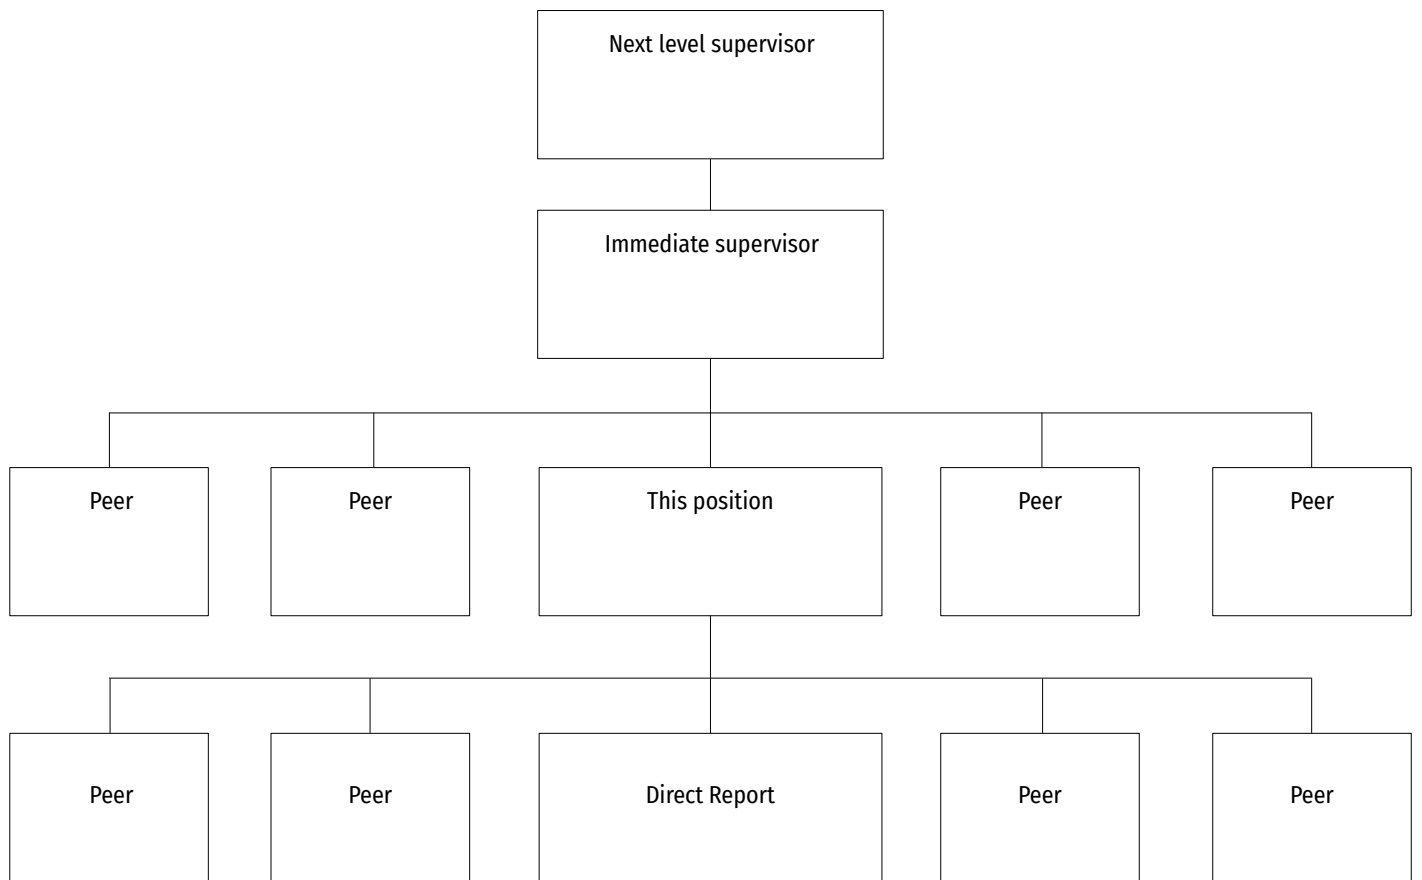 Next level supervisor
Immediate supervisor
Peer
Peer
This position
Peer
Peer
Peer
Peer
Direct Report
Peer
Peer